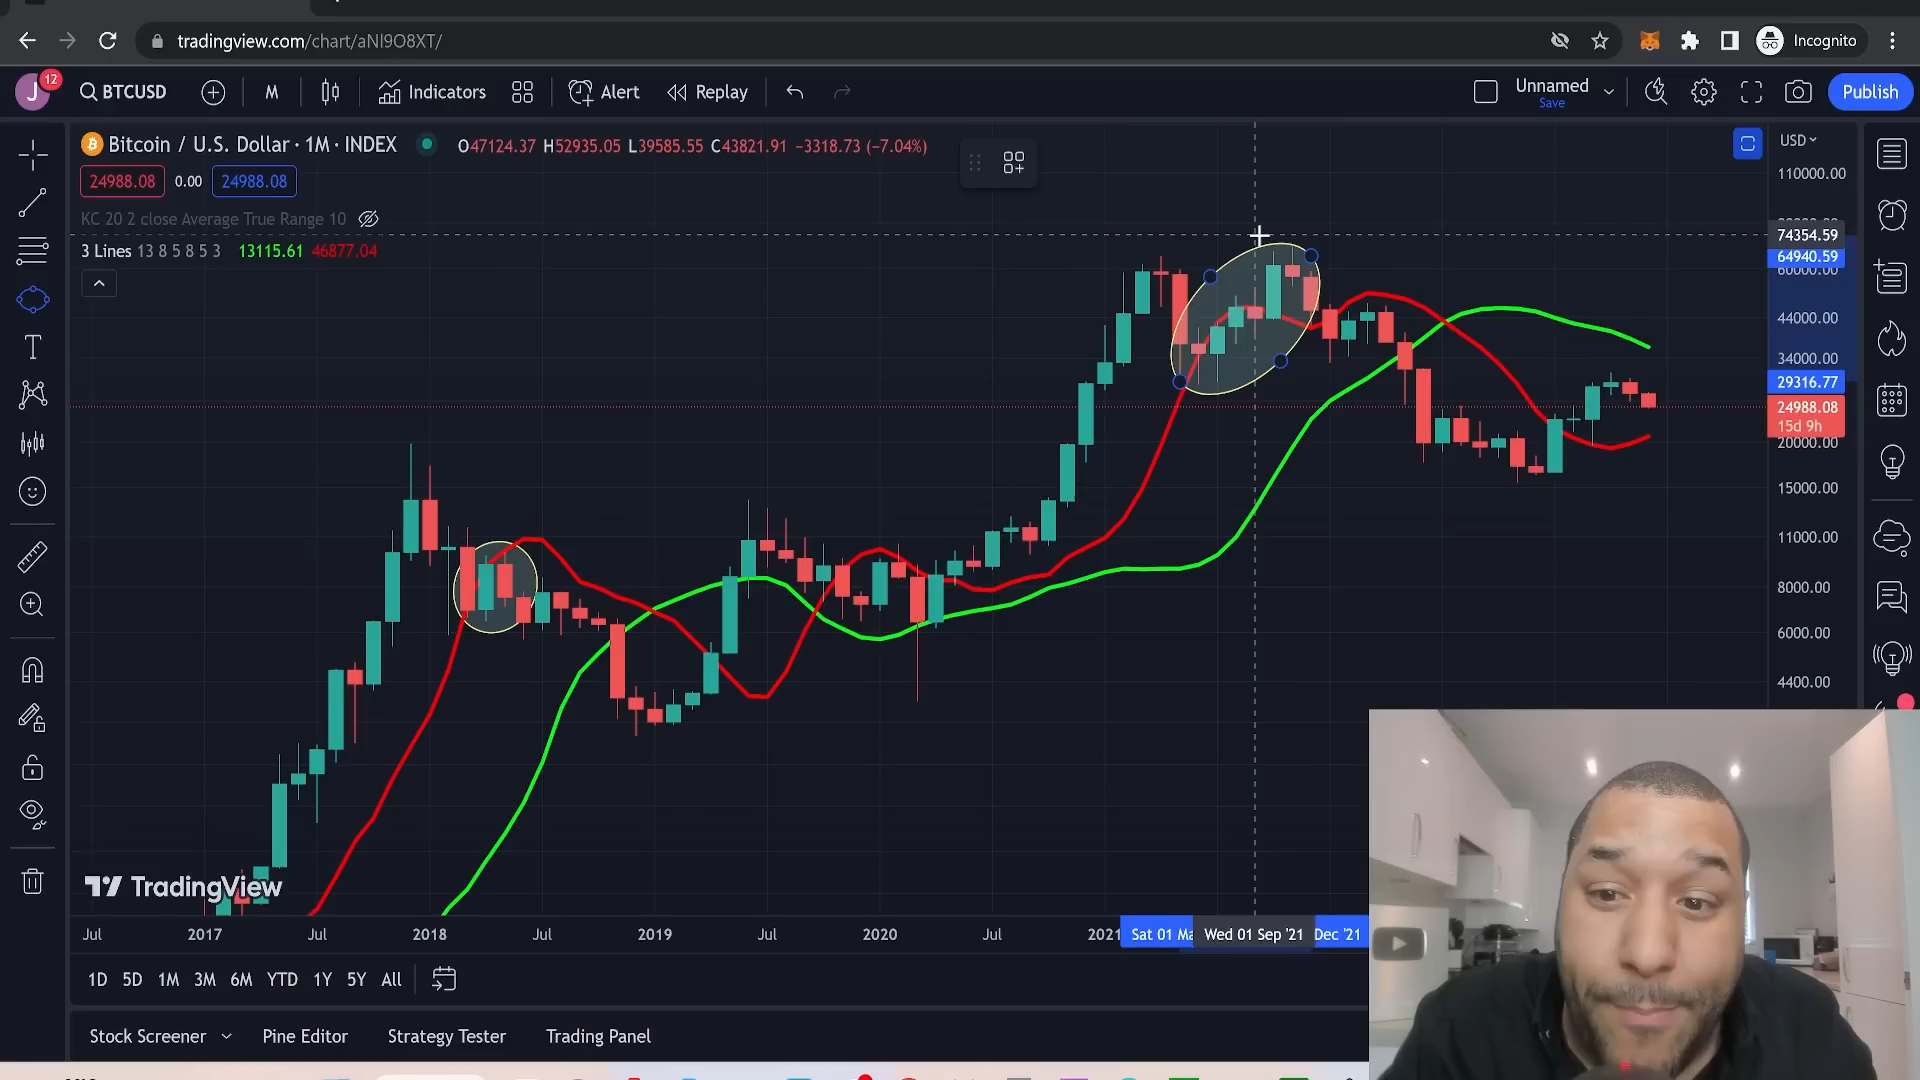 tradingview.com/chart/aNI9O8XT/
Incognito
J 12 BTCUSD M Indicators Alert Replay Unnamed Save Publish
Bitcoin / U.S. Dollar · 1M · INDEX O47124.37 H52935.05 L39585.55 C43821.91 −3318.73 (−7.04%)
24988.08 0.00 24988.08
KC 20 2 close Average True Range 10
3 Lines 13 8 5 8 5 3 13115.61 46877.04
USD
110000.00
74354.59
64940.59
60000.00
44000.00
34000.00
29316.77
24988.08
15d 9h
20000.00
15000.00
11000.00
8000.00
6000.00
4400.00
TradingView
Jul 2017 Jul 2018 Jul 2019 Jul 2020 Jul 2021 Sat 01 Ma Wed 01 Sep '21 Dec '21
1D 5D 1M 3M 6M YTD 1Y 5Y All
Stock Screener Pine Editor Strategy Tester Trading Panel